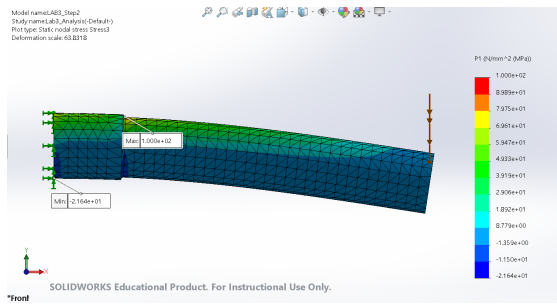 Model name:LAB3_Step2
Study name:Lab3_Analysis(-Default-)
Plot type: Static nodal stress Stress3
Deformation scale: 63.8318
P1 (N/mm^2 (MPa))
1.000e+02
8.989e+01
7.975e+01
6.961e+01
5.947e+01
4.933e+01
3.919e+01
2.906e+01
1.892e+01
8.779e+00
-1.359e+00
-1.150e+01
-2.164e+01
Max: 1.000e+02
Min: -2.164e+01
Y
X
SOLIDWORKS Educational Product. For Instructional Use Only.
*Front